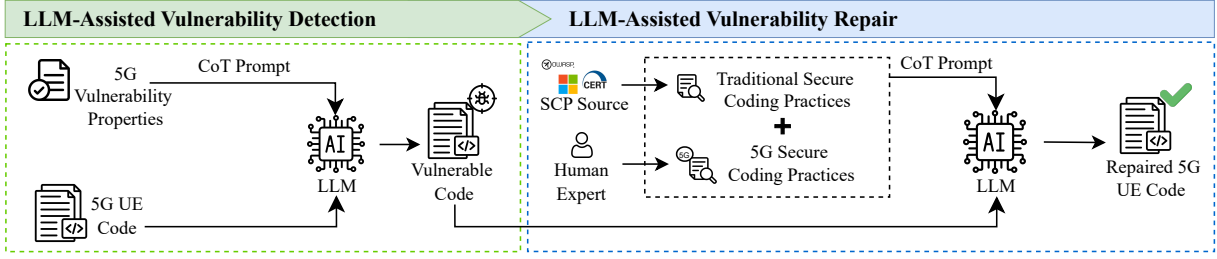 LLM-Assisted Vulnerability Detection
LLM-Assisted Vulnerability Repair
5G
Vulnerability
Properties
CoT Prompt
AI
LLM
5G UE
Code
Vulnerable
Code
OWASP
CERT
SCP Source
Human
Expert
Traditional Secure
Coding Practices
+
5G
5G Secure
Coding Practices
CoT Prompt
AI
LLM
Repaired 5G
UE Code